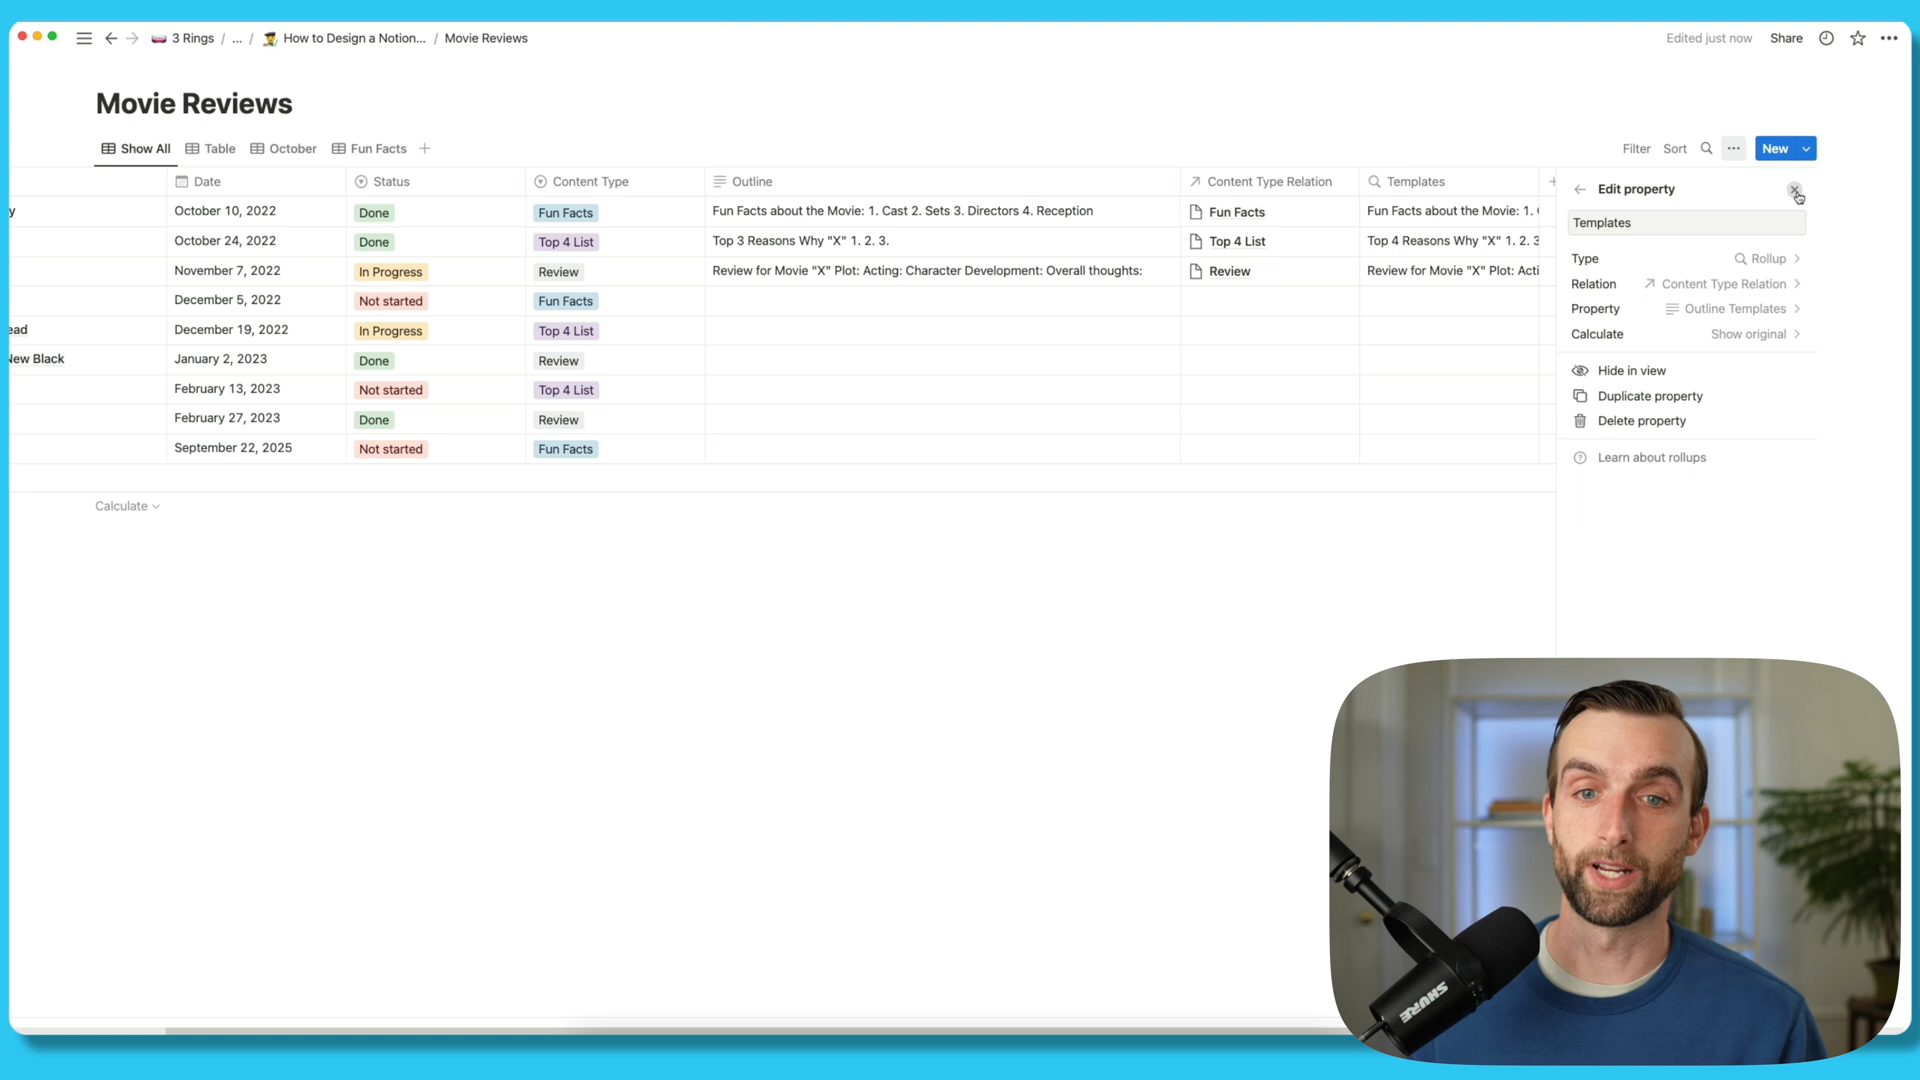 3 Rings / ... / How to Design a Notion... / Movie Reviews
Edited just now Share
Movie Reviews
Show All Table October Fun Facts
Filter Sort New
Date Status Content Type Outline Content Type Relation Templates
y October 10, 2022 Done Fun Facts Fun Facts about the Movie: 1. Cast 2. Sets 3. Directors 4. Reception Fun Facts Fun Facts about the Movie: 1.
October 24, 2022 Done Top 4 List Top 3 Reasons Why "X" 1. 2. 3. Top 4 List Top 4 Reasons Why "X" 1. 2. 3
November 7, 2022 In Progress Review Review for Movie "X" Plot: Acting: Character Development: Overall thoughts: Review Review for Movie "X" Plot: Acti
December 5, 2022 Not started Fun Facts
ead December 19, 2022 In Progress Top 4 List
New Black January 2, 2023 Done Review
February 13, 2023 Not started Top 4 List
February 27, 2023 Done Review
September 22, 2025 Not started Fun Facts
Calculate
Edit property
Templates
Type Rollup
Relation Content Type Relation
Property Outline Templates
Calculate Show original
Hide in view
Duplicate property
Delete property
Learn about rollups
SHURE